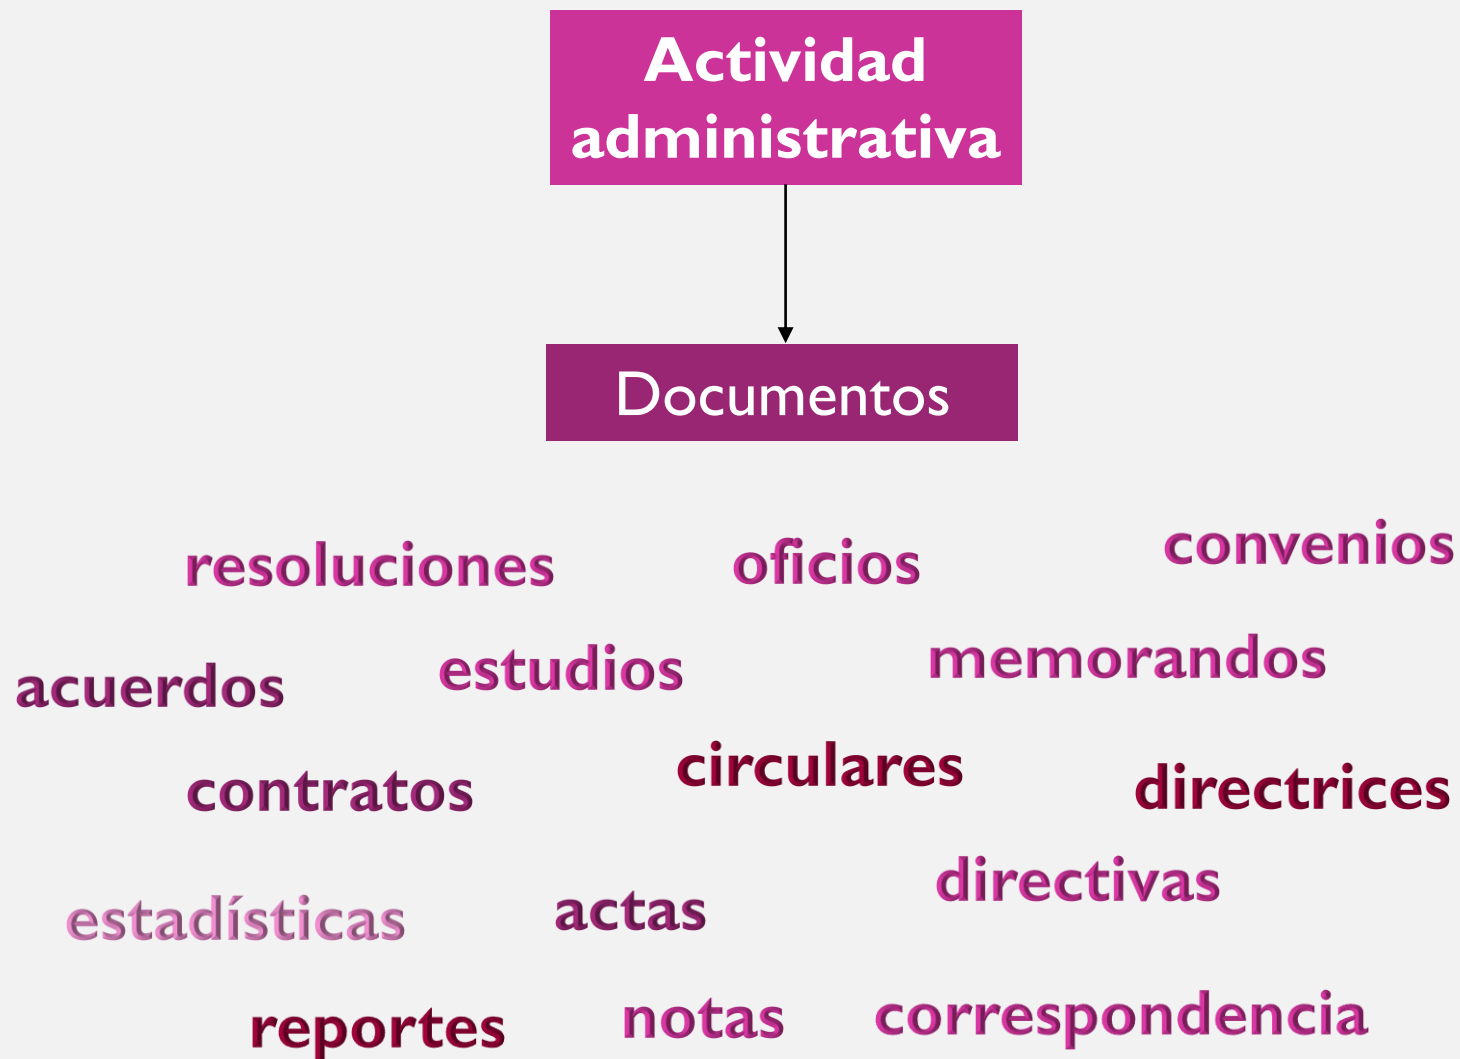 Actividad
administrativa
Documentos
resoluciones
oficios
convenios
acuerdos
estudios
memorandos
contratos
circulares
directrices
estadísticas
actas
directivas
reportes
notas
correspondencia